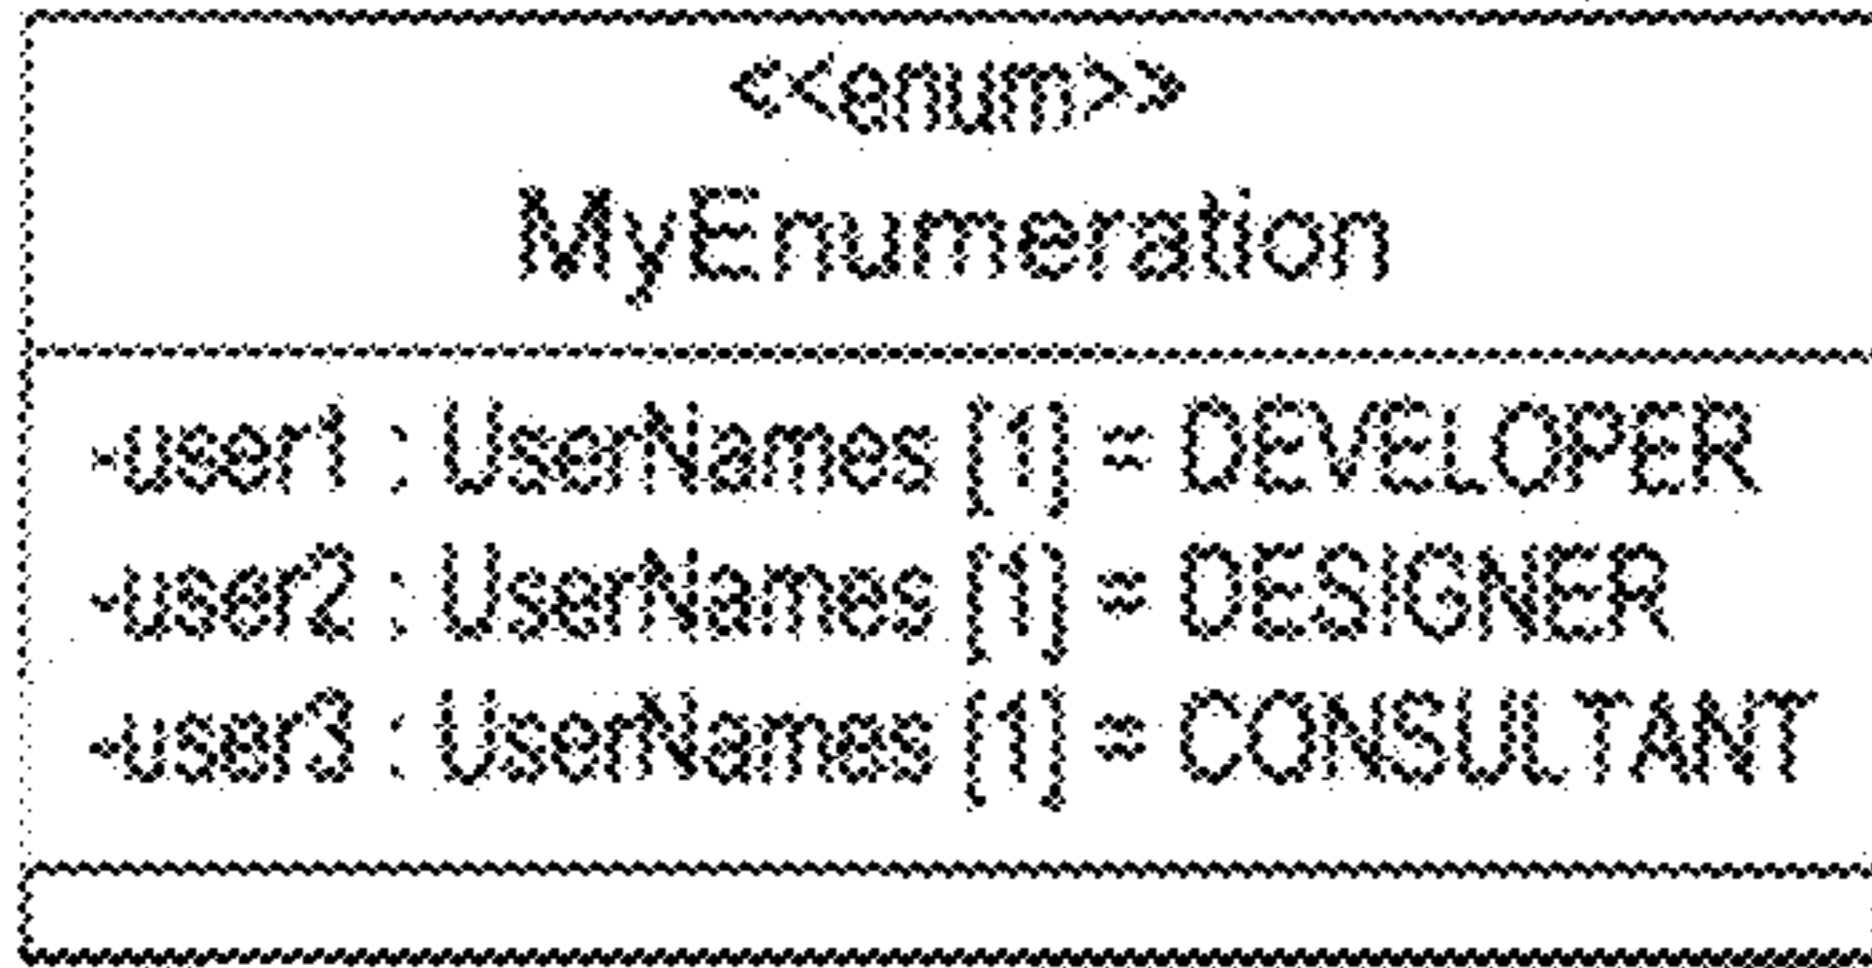 <<enum>>
MyEnumeration
-user1 : UserNames [1] = DEVELOPER
-user2 : UserNames [1] = DESIGNER
-user3 : UserNames [1] = CONSULTANT